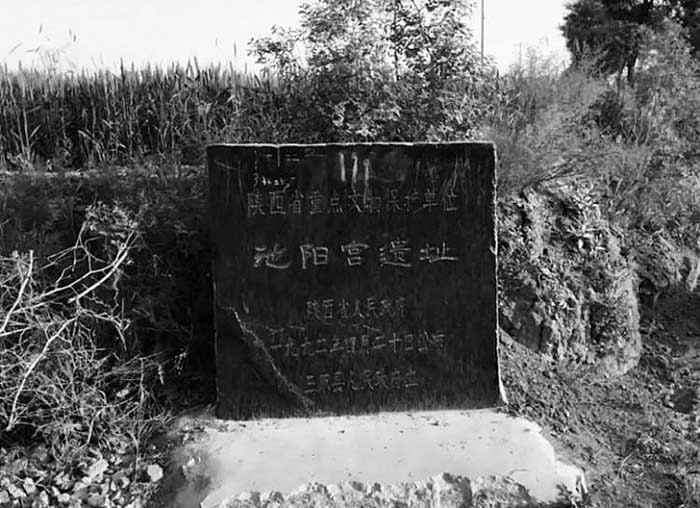 陕西省重点文物保护单位
池阳宫遗址
陕西省人民政府
一九九二年四月二十四日公布
三原县人民政府立